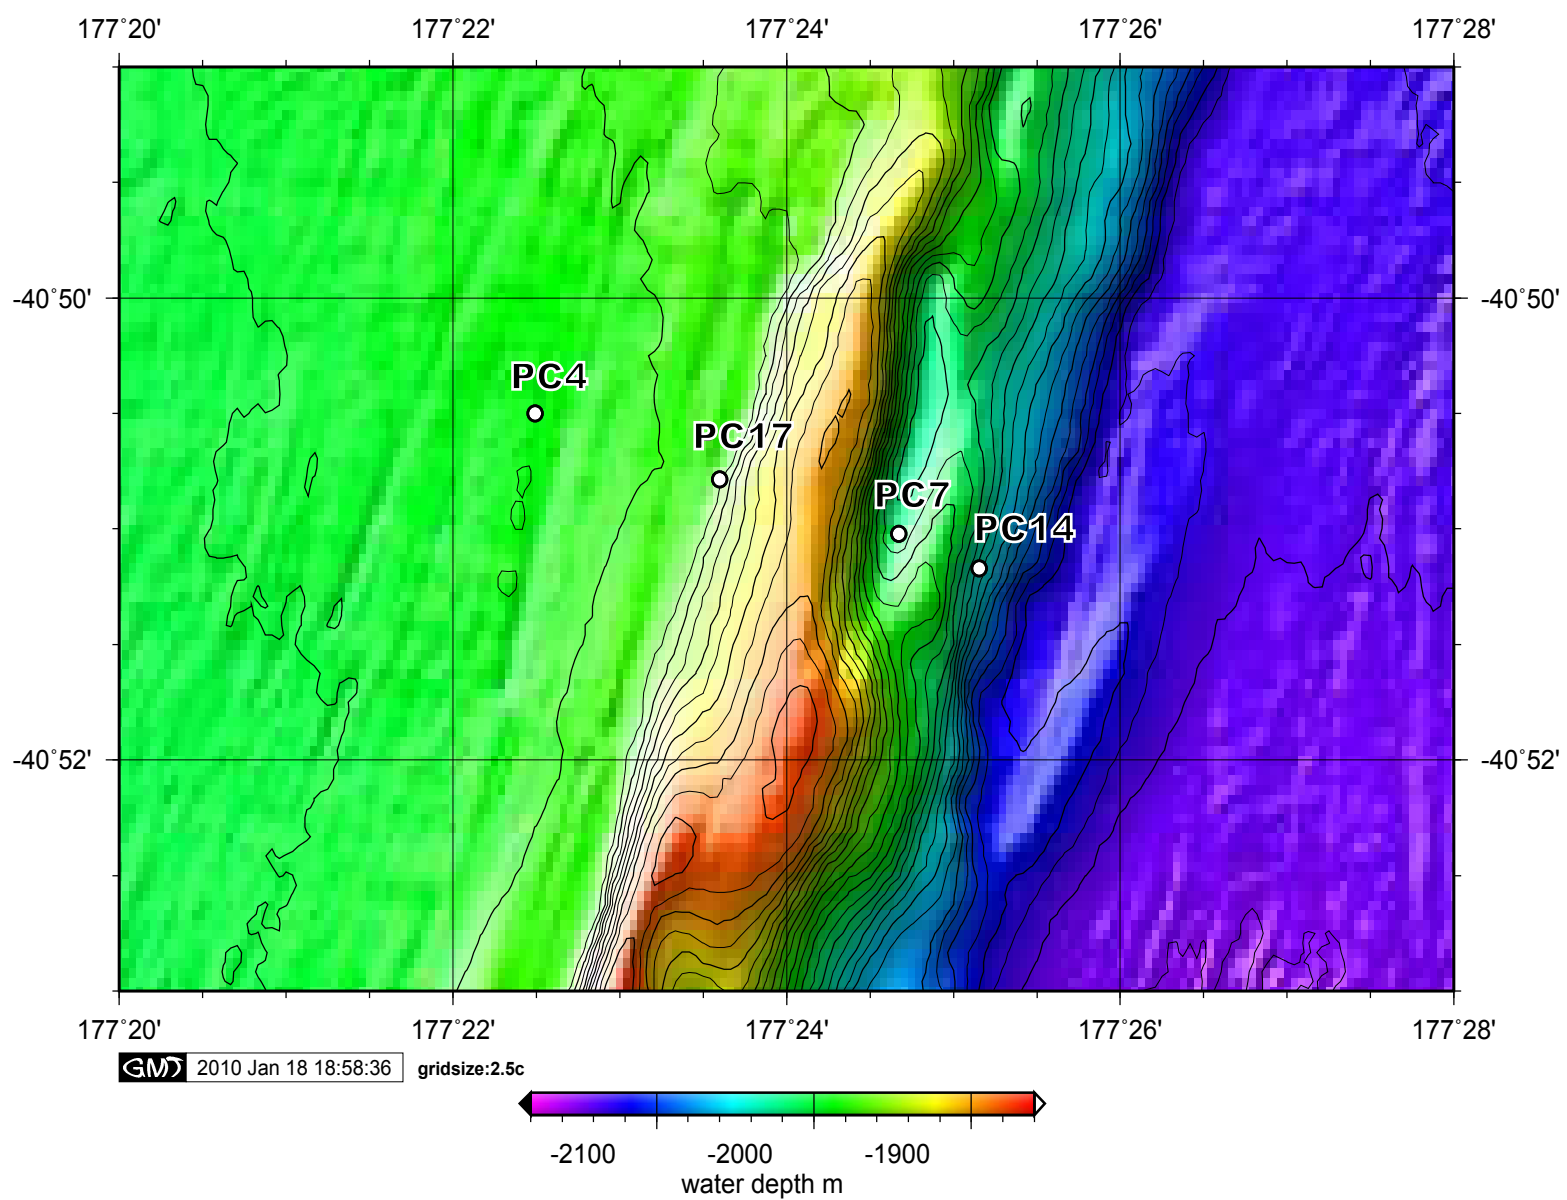 177°20' 177°22' 177°24' 177°26' 177°28'
-40°50' -40°50'
PC4
PC17
PC7
PC14
-40°52' -40°52'
177°20' 177°22' 177°24' 177°26' 177°28'
GMT 2010 Jan 18 18:58:36 gridsize:2.5c
-2100 -2000 -1900
water depth m